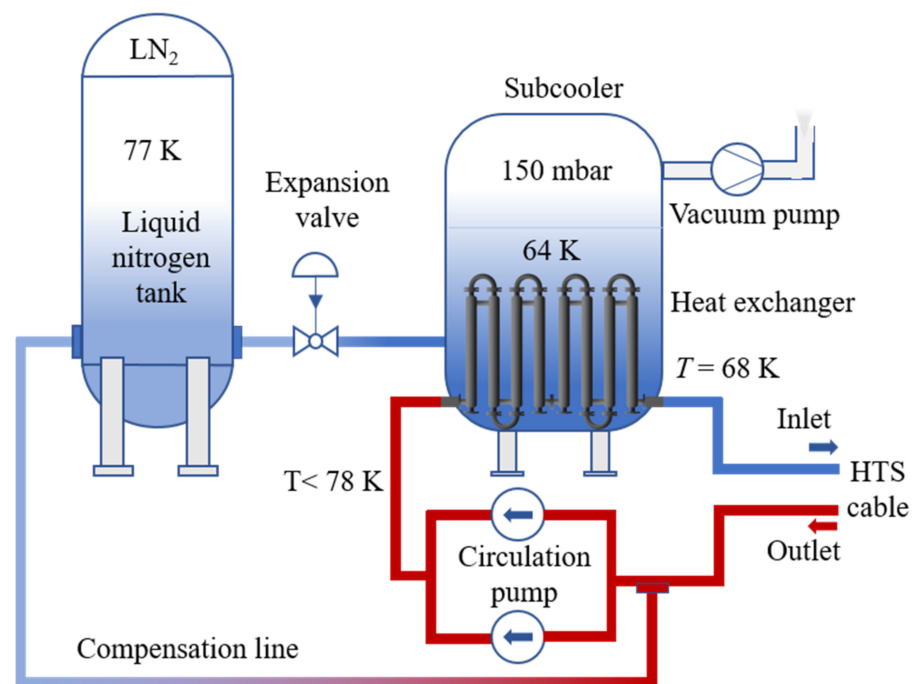 LN₂
77 K
Liquid
nitrogen
tank
Expansion
valve
Subcooler
150 mbar
64 K
Vacuum pump
Heat exchanger
T = 68 K
Inlet
HTS
cable
Outlet
T< 78 K
Circulation
pump
Compensation line